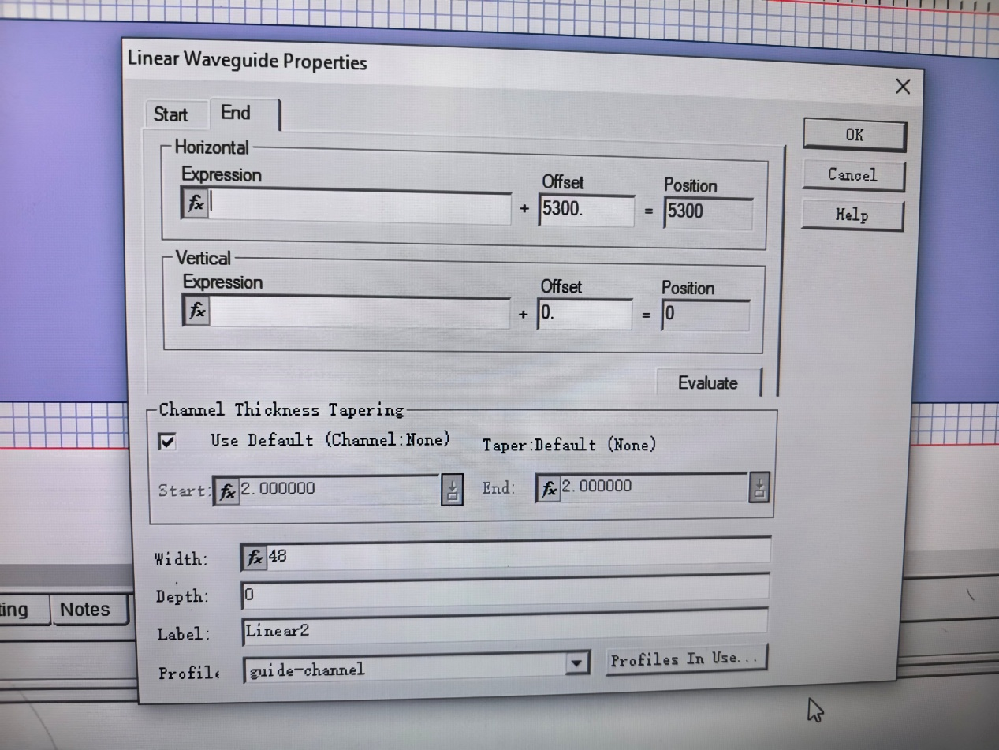 Linear Waveguide Properties
Start End
OK
Horizontal
Expression Offset Position
fx + 5300. = 5300
Cancel
Help
Vertical
Expression Offset Position
fx + 0. = 0
Evaluate
Channel Thickness Tapering
Use Default (Channel:None) Taper:Default (None)
Start: fx 2.000000 End: fx 2.000000
Width: fx 48
Depth: 0
Label: Linear2
Profile guide-channel Profiles In Use...
ting Notes